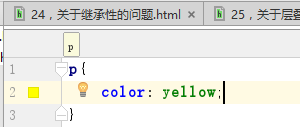 24，关于继承性的问题.html
25，关于层
p
1 p{
2 color: yellow;
3 }